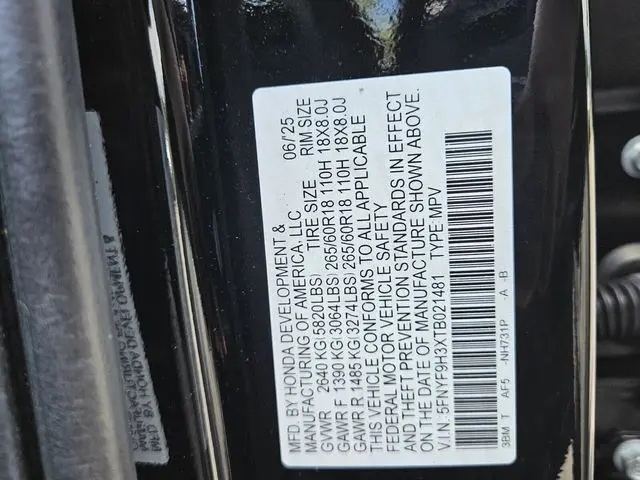 MFD. BY HONDA DEVELOPMENT &
MANUFACTURING OF AMERICA, LLC 06/25
TIRE SIZE RIM SIZE
GVWR 2640 KG(5820LBS)
GAWR F 1390 KG(3064LBS) 265/60R18 110H 18X8.0J
GAWR R 1485 KG(3274LBS) 265/60R18 110H 18X8.0J
THIS VEHICLE CONFORMS TO ALL APPLICABLE
FEDERAL MOTOR VEHICLE SAFETY
AND THEFT PREVENTION STANDARDS IN EFFECT
ON THE DATE OF MANUFACTURE SHOWN ABOVE.
V.I.N. 5FNYF9H3XTB021481 TYPE:MPV
3BM T AF5 -NH731P -A -B